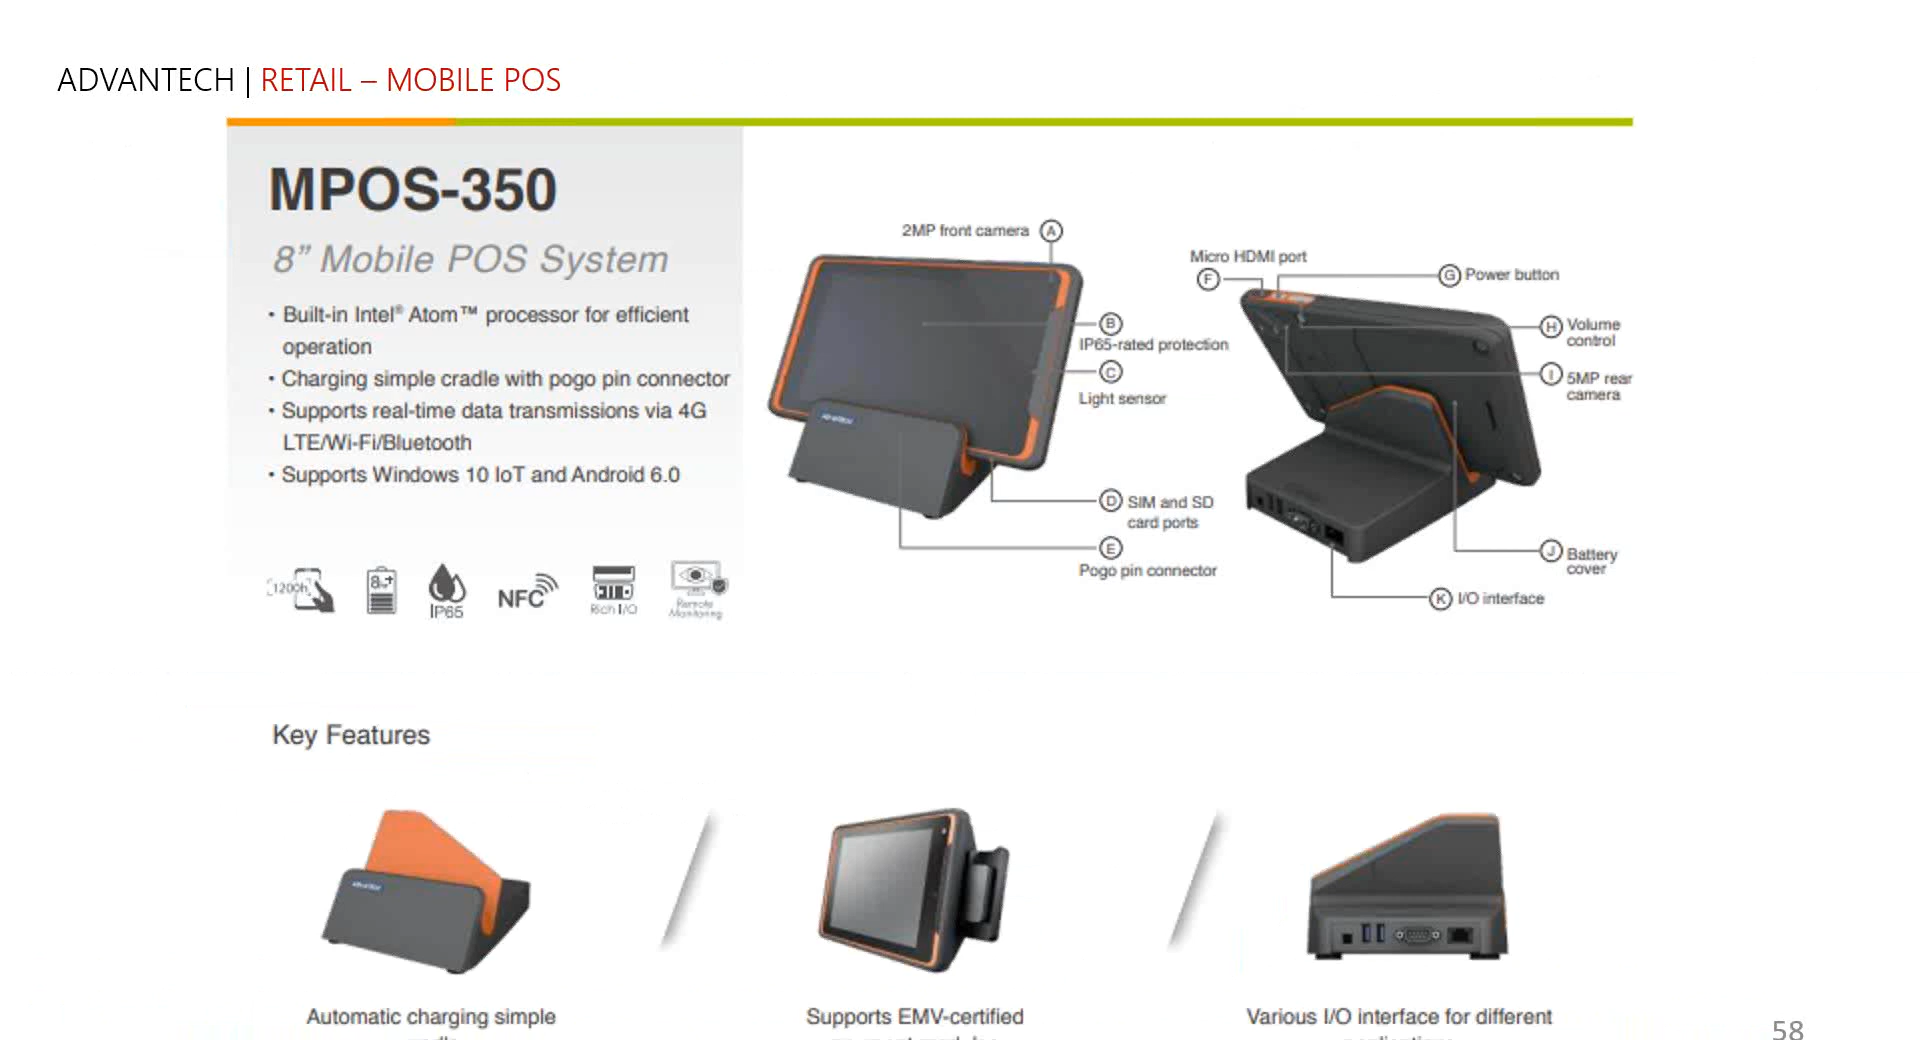 ADVANTECH | RETAIL – MOBILE POS
MPOS-350
8” Mobile POS System
• Built-in Intel® Atom™ processor for efficient
operation
• Charging simple cradle with pogo pin connector
• Supports real-time data transmissions via 4G
LTE/Wi-Fi/Bluetooth
• Supports Windows 10 IoT and Android 6.0
1200h
IP65
NFC
Rich I/O
Remote
Monitoring
2MP front camera A
B
IP65-rated protection
C
Light sensor
D SIM and SD
card ports
E
Pogo pin connector
Micro HDMI port
F
G Power button
H Volume
control
I 5MP rear
camera
J Battery
cover
K I/O interface
Key Features
Automatic charging simple
Supports EMV-certified
Various I/O interface for different
58